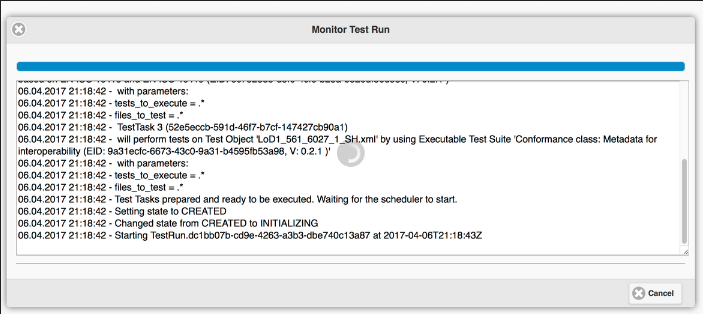 Monitor Test Run
06.04.2017 21:18:42 - with parameters:
06.04.2017 21:18:42 - tests_to_execute = .*
06.04.2017 21:18:42 - files_to_test = .*
06.04.2017 21:18:42 - TestTask 3 (52e5eccb-591d-46f7-b7cf-147427cb90a1)
06.04.2017 21:18:42 - will perform tests on Test Object 'LoD1_561_6027_1_SH.xml' by using Executable Test Suite 'Conformance class: Metadata for
interoperability (EID: 9a31ecfc-6673-43c0-9a31-b4595fb53a98, V: 0.2.1 )'
06.04.2017 21:18:42 - with parameters:
06.04.2017 21:18:42 - tests_to_execute = .*
06.04.2017 21:18:42 - files_to_test = .*
06.04.2017 21:18:42 - Test Tasks prepared and ready to be executed. Waiting for the scheduler to start.
06.04.2017 21:18:42 - Setting state to CREATED
06.04.2017 21:18:42 - Changed state from CREATED to INITIALIZING
06.04.2017 21:18:42 - Starting TestRun.dc1bb07b-cd9e-4263-a3b3-dbe740c13a87 at 2017-04-06T21:18:43Z
Cancel